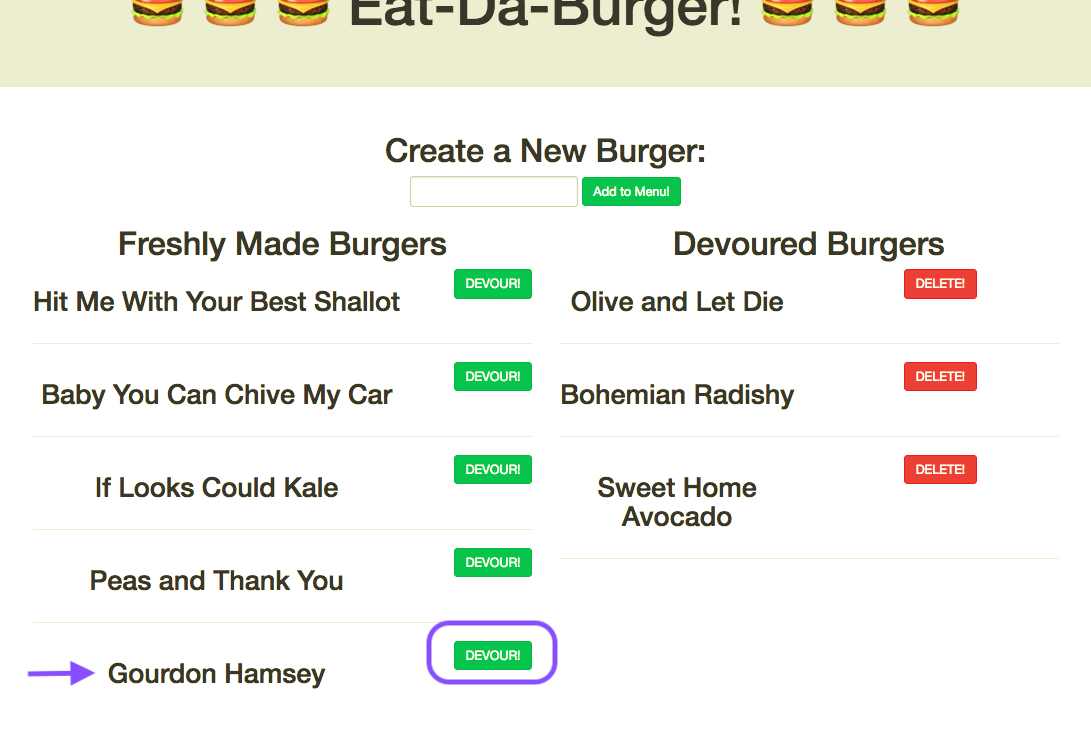 Eat-Da-Burger!
Create a New Burger:
Add to Menu!
Freshly Made Burgers
Hit Me With Your Best Shallot
DEVOUR!
Baby You Can Chive My Car
DEVOUR!
If Looks Could Kale
DEVOUR!
Peas and Thank You
DEVOUR!
Gourdon Hamsey
DEVOUR!
Devoured Burgers
Olive and Let Die
DELETE!
Bohemian Radishy
DELETE!
Sweet Home
Avocado
DELETE!